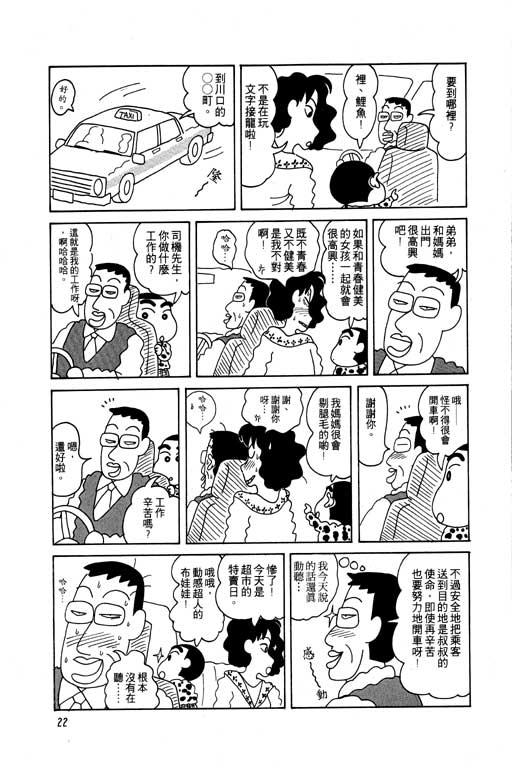 要到哪裡？
裡、鯉魚！
不是在玩
文字接龍啦！
到川口的
○○町。
好的。
TAXI
弟弟，
和媽媽
出門
很高興
吧！
如果和青春健美
的女孩一起就會
很高興……
既不青春
又不健美
是我不對
啊！
哈哈…
司機先生，
你做什麼
工作的？
這就是我的工作呀
，啊哈哈哈。
哦，
怪不得很會
開車啊！
謝謝你。
我媽媽很會
剔腿毛的喲！
謝、
謝謝你
呀…
哈哈…
工作
辛苦嗎？
嗯，
還好啦。
不過安全地把乘客
送到目的地是叔叔的
使命，即使再辛苦
也要努力地開車呀！
我今天說
的話還真
動聽…
感
動
慘了！
今天是
超市的
特賣日。
哦哦，
動感超人的
布娃娃！
根本
沒有在
聽……
22